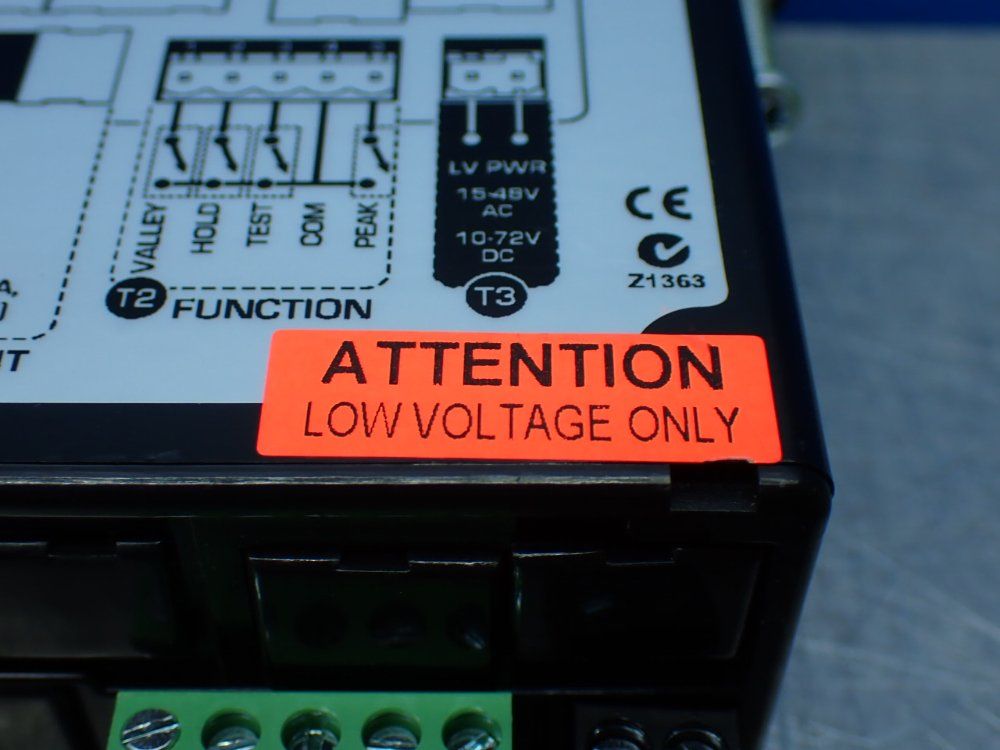 VALLEY
HOLD
TEST
COM
PEAK
T2 FUNCTION
LV PWR
15-48V
AC
10-72V
DC
T3
CE
Z1363
ATTENTION
LOW VOLTAGE ONLY